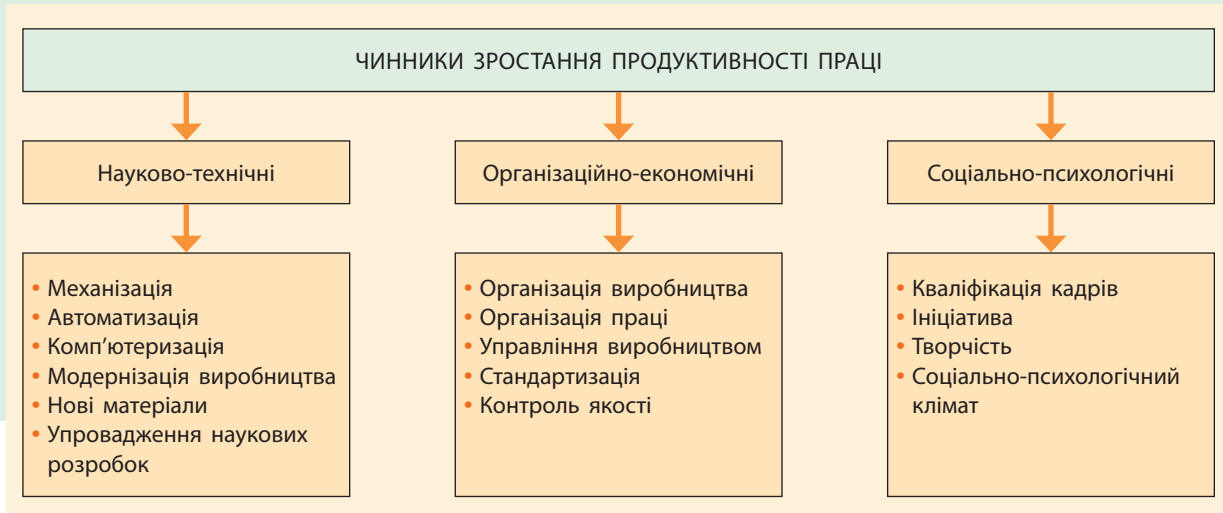 ЧИННИКИ ЗРОСТАННЯ ПРОДУКТИВНОСТІ ПРАЦІ
Науково-технічні
Організаційно-економічні
Соціально-психологічні
• Механізація
• Автоматизація
• Комп’ютеризація
• Модернізація виробництва
• Нові матеріали
• Упровадження наукових
розробок
• Організація виробництва
• Організація праці
• Управління виробництвом
• Стандартизація
• Контроль якості
• Кваліфікація кадрів
• Ініціатива
• Творчість
• Соціально-психологічний
клімат